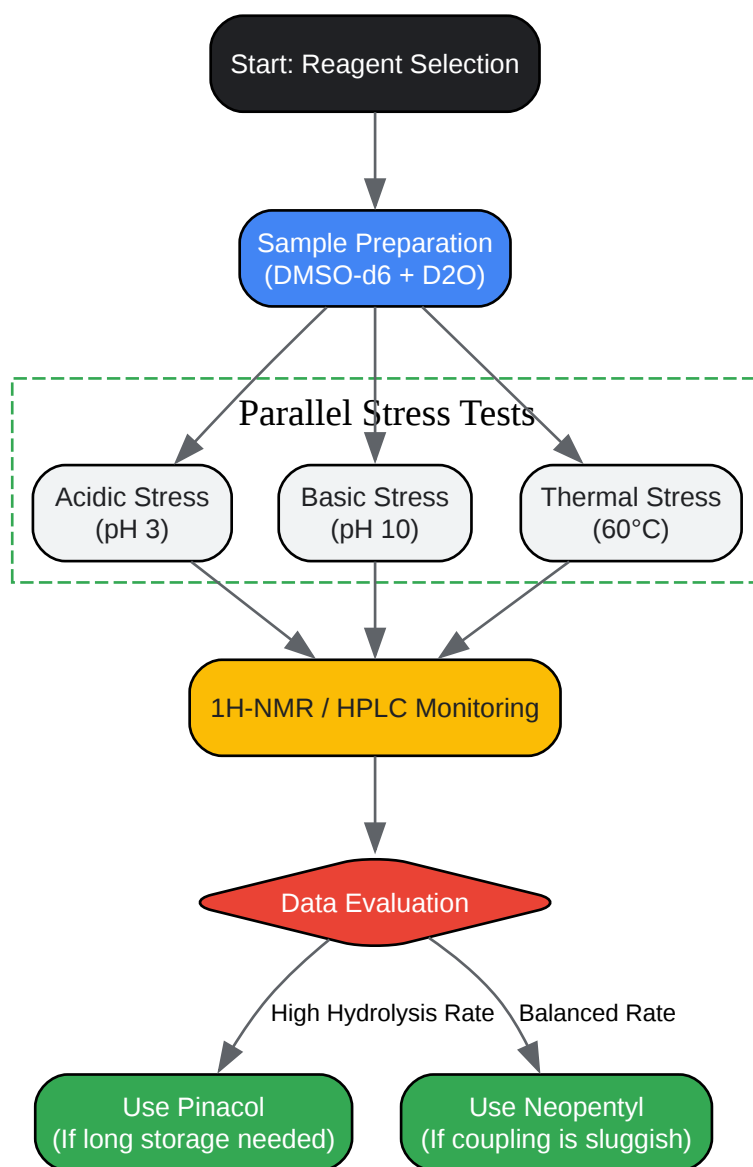 Start: Reagent Selection
Sample Preparation
(DMSO-d6 + D2O)
Parallel Stress Tests
Acidic Stress
(pH 3)
Basic Stress
(pH 10)
Thermal Stress
(60°C)
1H-NMR / HPLC Monitoring
Data Evaluation
High Hydrolysis Rate
Balanced Rate
Use Pinacol
(If long storage needed)
Use Neopentyl
(If coupling is sluggish)